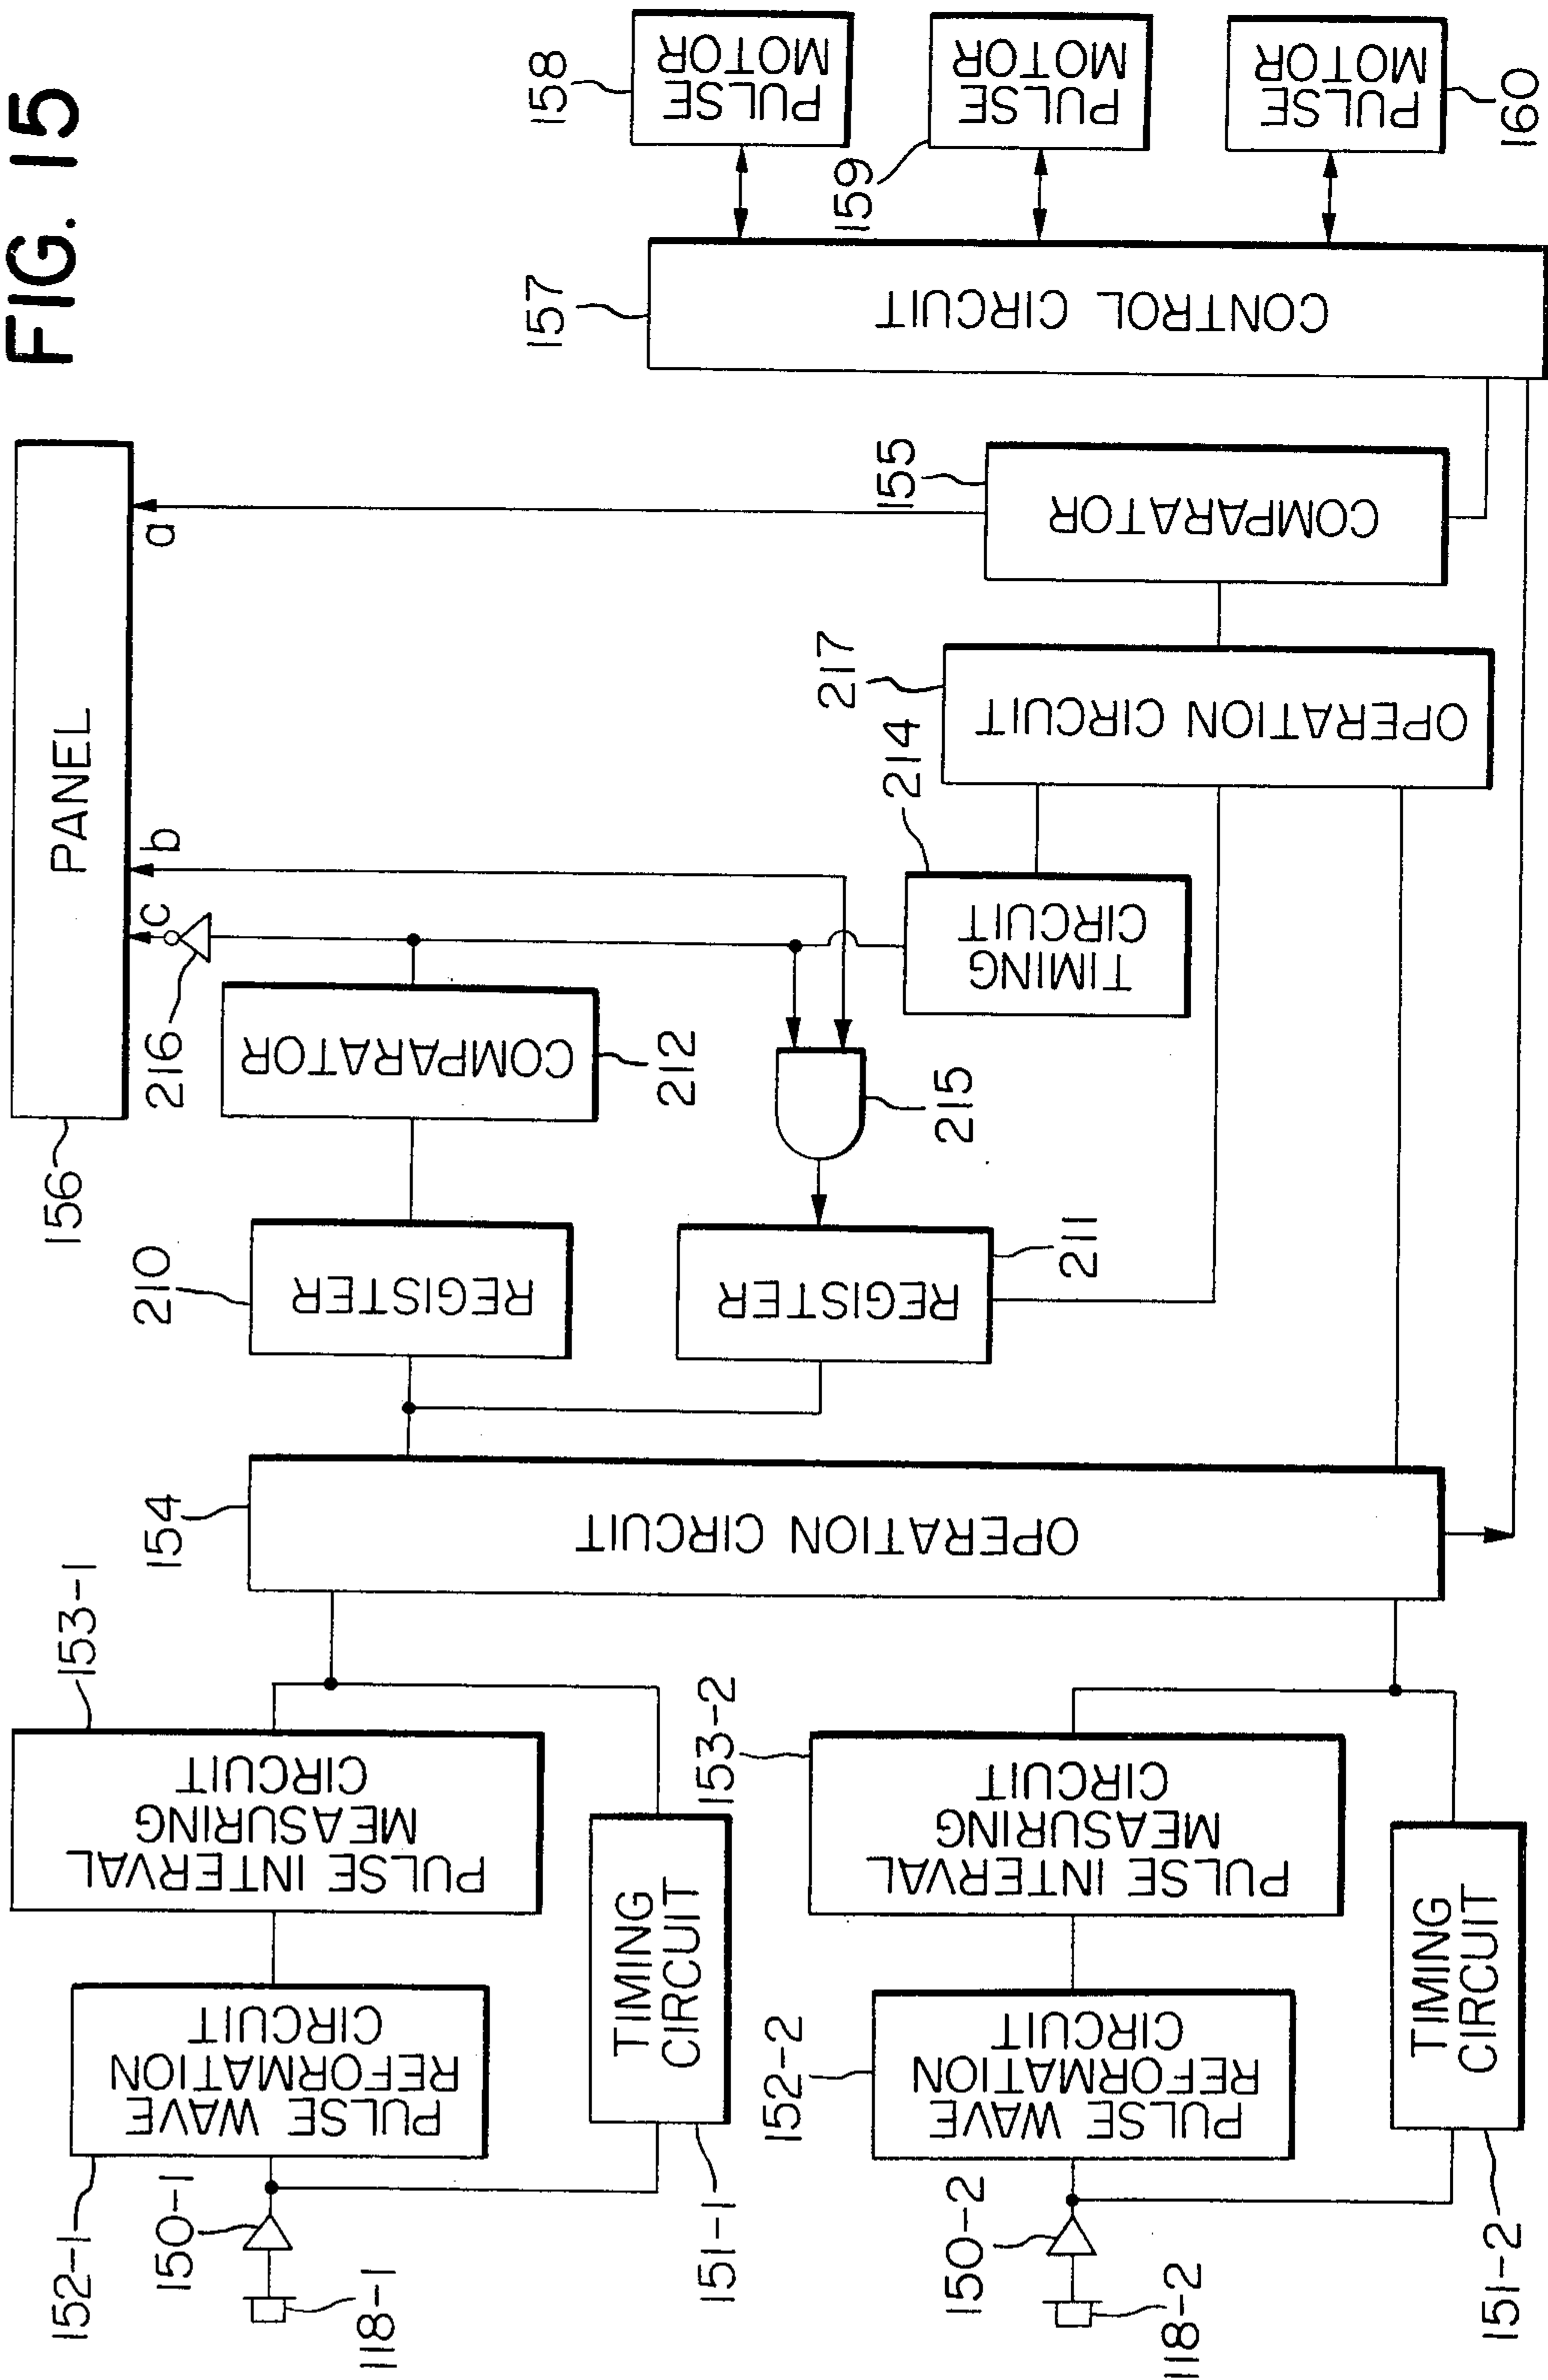 FIG. 15
118-1
150-1
152-1
PULSE WAVE
REFORMATION
CIRCUIT
153-1
PULSE INTERVAL
MEASURING
CIRCUIT
151-1
TIMING
CIRCUIT
118-2
150-2
152-2
PULSE WAVE
REFORMATION
CIRCUIT
153-2
PULSE INTERVAL
MEASURING
CIRCUIT
151-2
TIMING
CIRCUIT
154
OPERATION CIRCUIT
210
REGISTER
211
REGISTER
212
COMPARATOR
215
216
156
PANEL
c
b
a
214
TIMING
CIRCUIT
217
OPERATION CIRCUIT
155
COMPARATOR
157
CONTROL CIRCUIT
158
PULSE
MOTOR
159
PULSE
MOTOR
160
PULSE
MOTOR